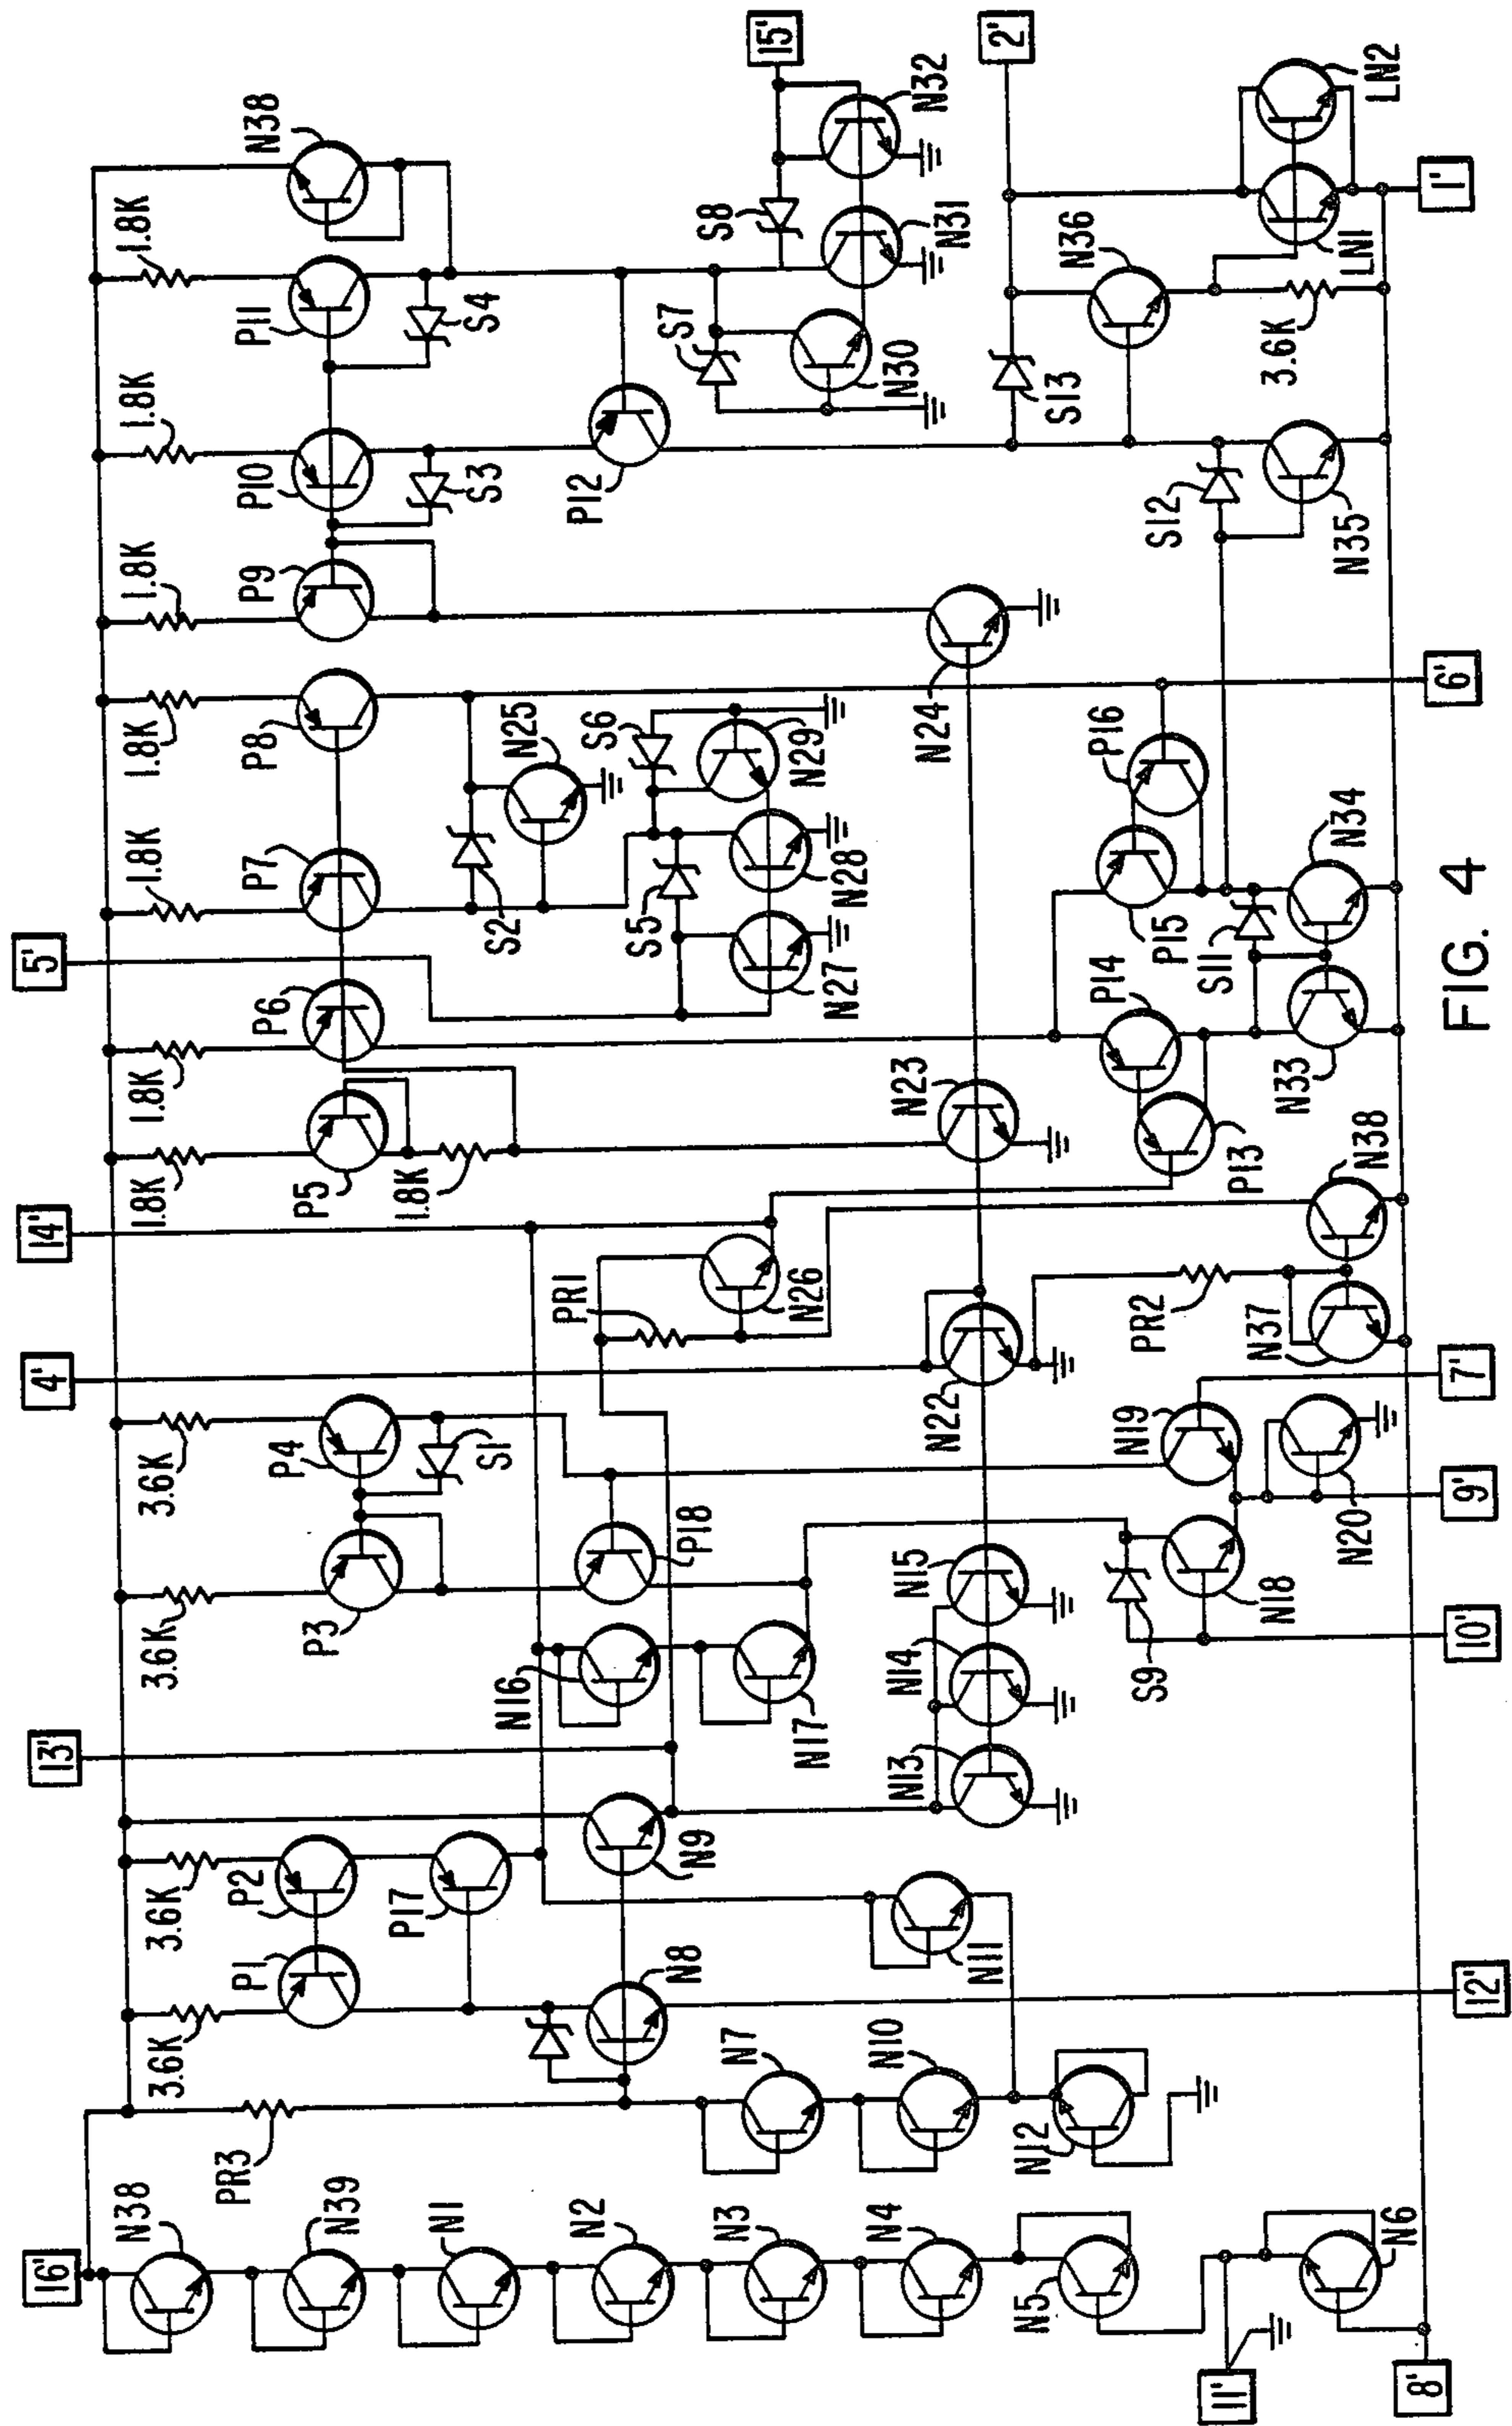 16'
13'
4'
14'
5'
N38
PR3
3.6K
P1
3.6K
P2
P17
3.6K
P3
3.6K
P4
S1
1.8K
P5
1.8K
1.8K
P6
1.8K
P7
1.8K
P8
1.8K
P9
1.8K
P10
S3
1.8K
P11
S4
N38
N39
N1
N2
N3
N4
N5
N6
N7
N8
N9
N10
N11
N12
N16
N17
P18
PR1
N26
S2
N25
S5
S6
N27
N28
N29
P12
S7
N30
S8
N31
N32
15'
N13
N14
N15
N22
N23
N24
S9
N18
N19
N20
PR2
N37
N38
P13
P14
P15
P16
S11
N33
N34
S12
N35
S13
N36
3.6K
LN1
LN2
2'
11'
8'
12'
10'
9'
7'
6'
1'
FIG. 4